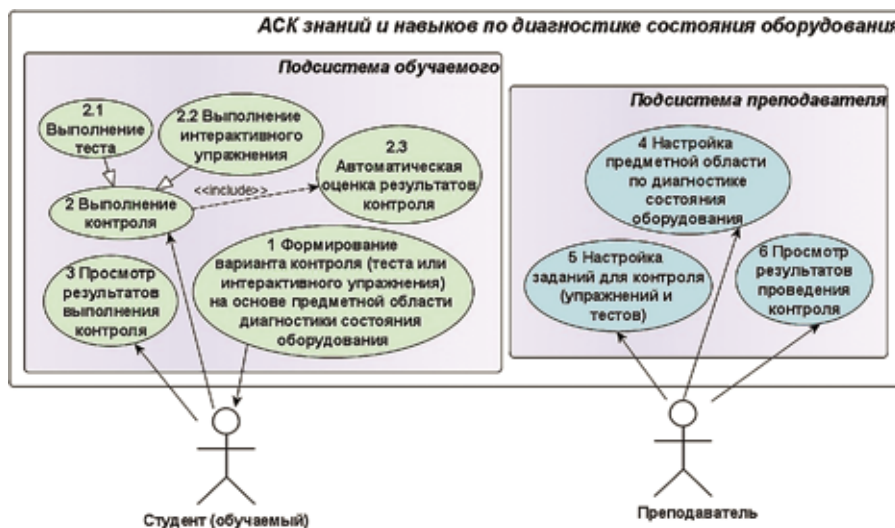 АСК знаний и навыков по диагностике состояния оборудования
Подсистема обучаемого
2.1
Выполнение
теста
2.2 Выполнение
интерактивного
упражнения
2.3
Автоматическая
оценка результатов
контроля
<<include>>
2 Выполнение
контроля
1 Формирование
варианта контроля (теста или
интерактивного упражнения)
на основе предметной области
диагностики состояния
оборудования
3 Просмотр
результатов
выполнения
контроля
Подсистема преподавателя
4 Настройка
предметной области
по диагностике
состояния
оборудования
5 Настройка
заданий для контроля
(упражнений и
тестов)
6 Просмотр
результатов
проведения
контроля
Студент (обучаемый)
Преподаватель